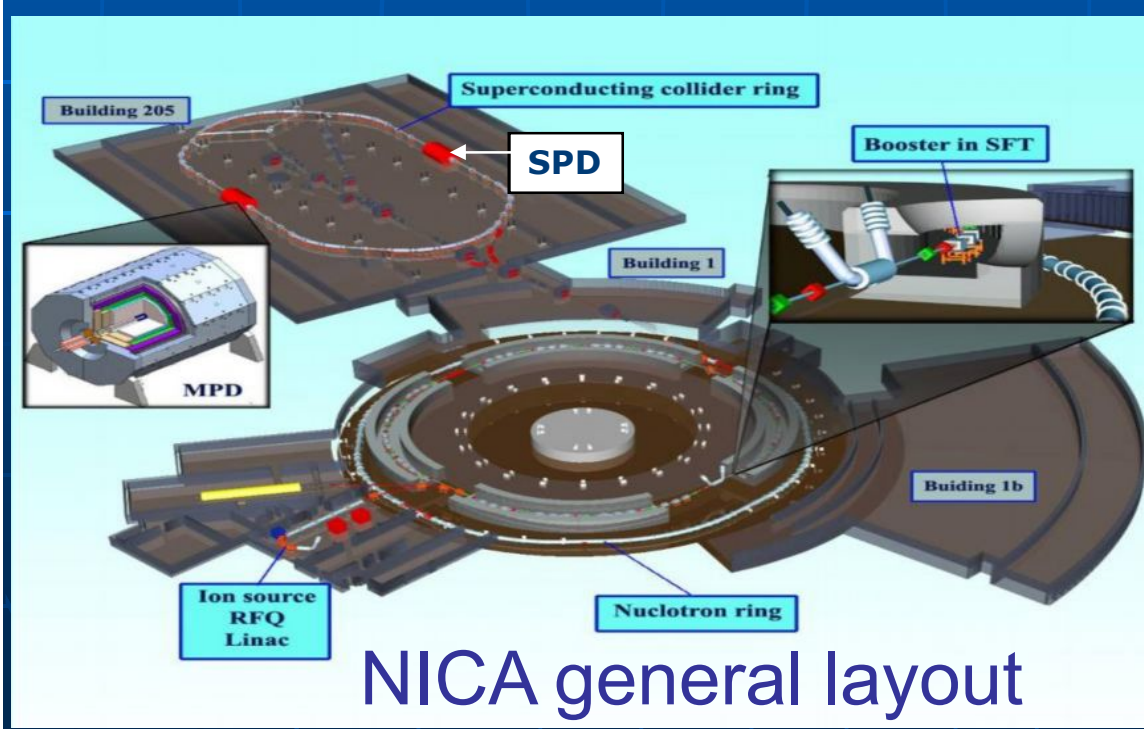 Superconducting collider ring
Building 205
SPD
Booster in SFT
Building 1
MPD
Buiding 1b
Ion source
RFQ
Linac
Nuclotron ring
NICA general layout